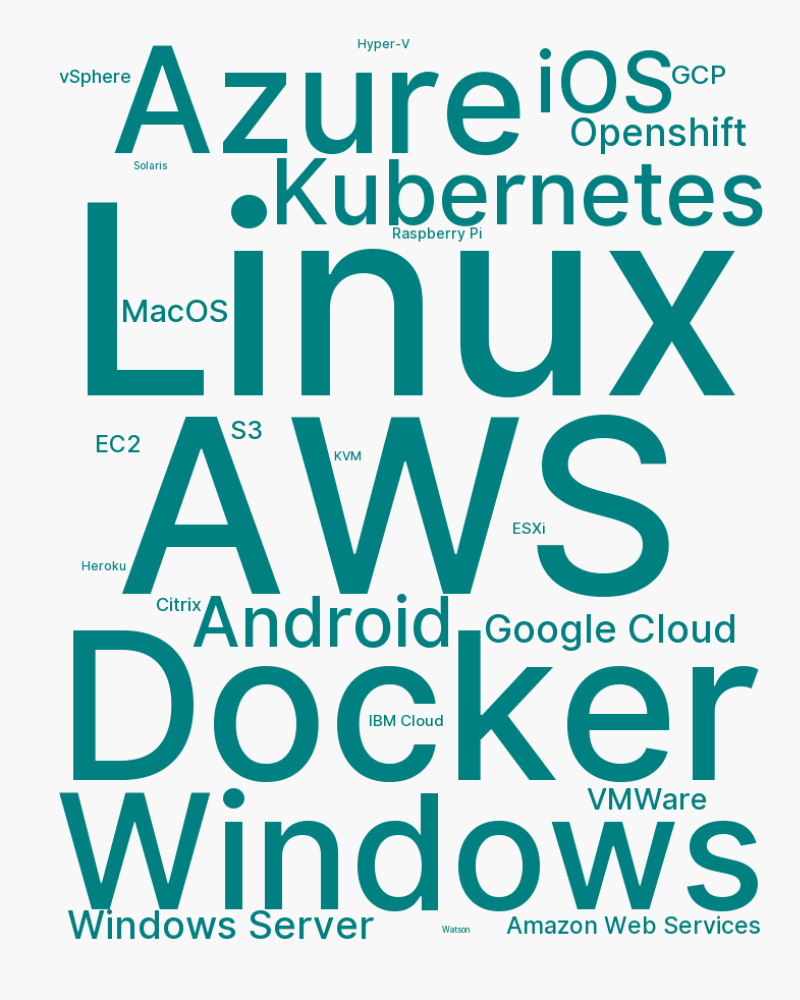 Hyper-V
vSphere
Azure
iOS
GCP
Openshift
Solaris
Kubernetes
Raspberry Pi
Linux
MacOS
AWS
S3
EC2
KVM
ESXi
Heroku
Citrix
Android
Google Cloud
Docker
IBM Cloud
Windows
VMWare
Windows Server
Watson
Amazon Web Services